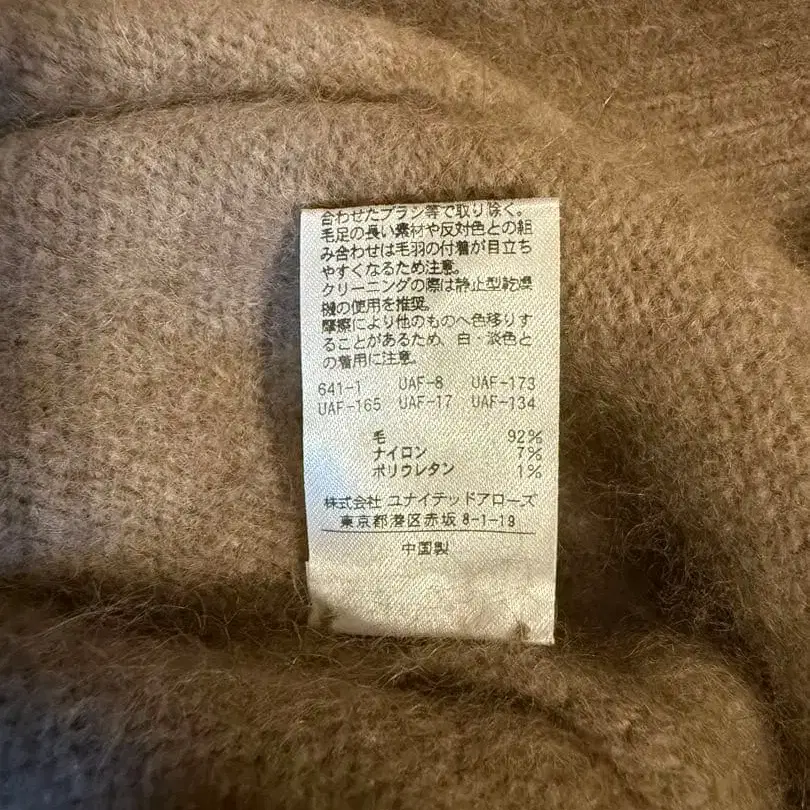 合わせたブラシ等で取り除く。
毛足の長い素材や反対色との組
み合わせは毛羽の付着が目立ち
やすくなるため注意。
クリーニングの際は静止型乾燥
機の使用を推奨。
摩擦により他のものへ色移りす
ることがあるため、白・淡色と
の着用に注意。
641-1 UAF-8 UAF-173
UAF-165 UAF-17 UAF-134
毛 92%
ナイロン 7%
ポリウレタン 1%
株式会社 ユナイテッドアローズ
東京都港区赤坂 8-1-19
中国製